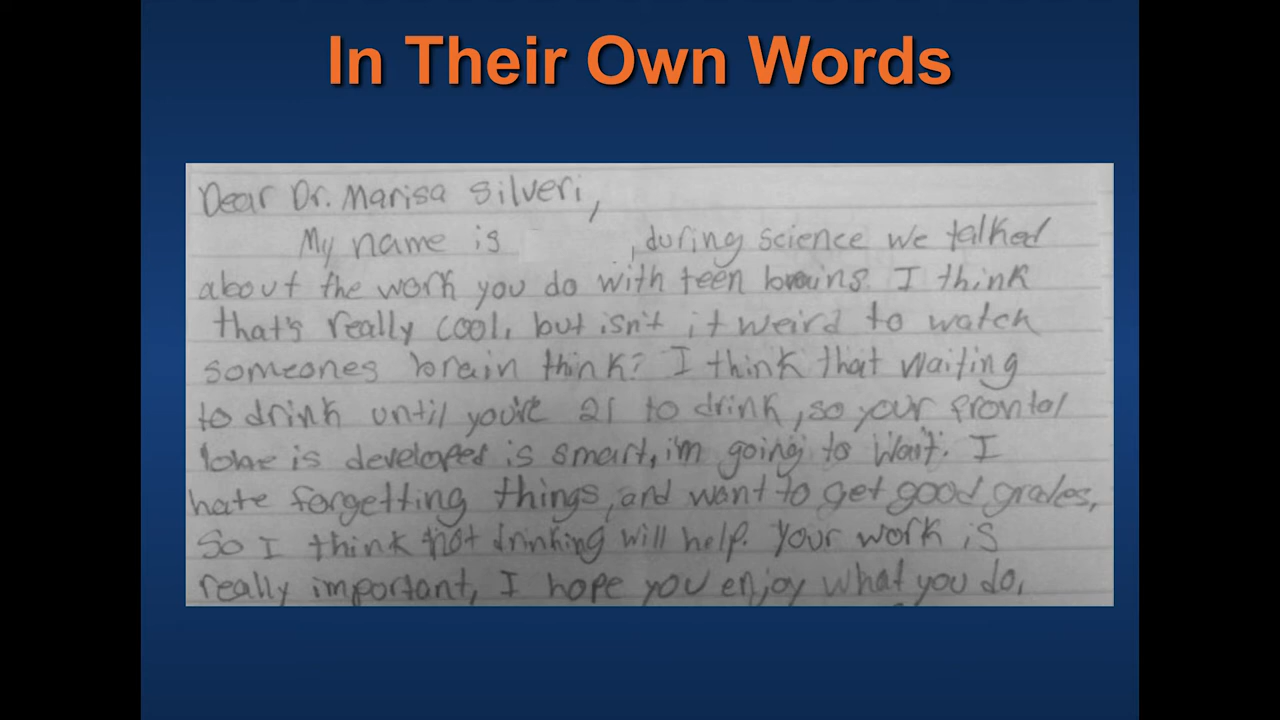 In Their Own Words
Dear Dr. Marisa Silveri,
My name is , during science we talked
about the work you do with teen brains. I think
that's really cool, but isn't it weird to watch
someones brain think? I think that waiting
to drink until you're 21 to drink, so your frontal
lobe is developed is smart, i'm going to wait. I
hate forgetting things, and want to get good grades,
so I think not drinking will help. Your work is
really important, I hope you enjoy what you do,